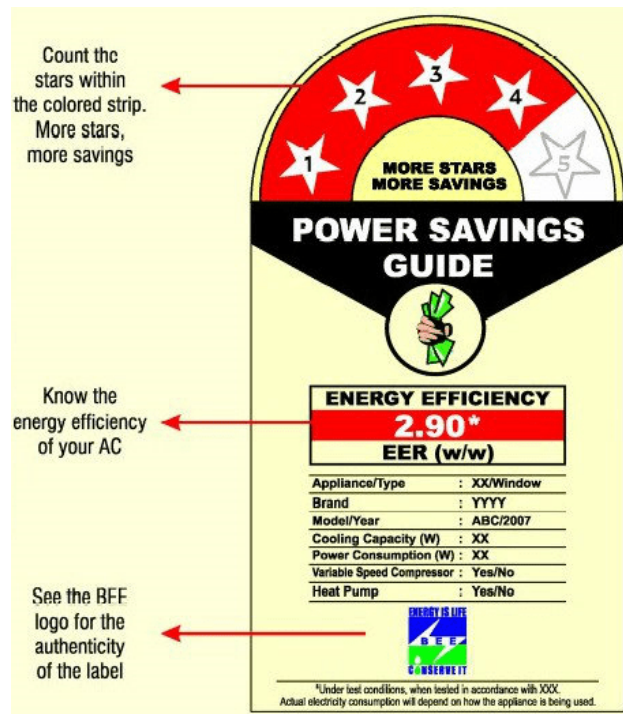 Count the
stars within
the colored strip.
More stars,
more savings
1
2
3
4
5
MORE STARS
MORE SAVINGS
POWER SAVINGS
GUIDE
Know the
energy efficiency
of your AC
ENERGY EFFICIENCY
2.90*
EER (w/w)
Appliance/Type : XX/Window
Brand : YYYY
Model/Year : ABC/2007
Cooling Capacity (W) : XX
Power Consumption (W) : XX
Variable Speed Compressor : Yes/No
Heat Pump : Yes/No
See the BEE
logo for the
authenticity
of the label
ENERGY IS LIFE
BEE
CONSERVE IT
*Under test conditions, when tested in accordance with XXX.
Actual electricity consumption will depend on how the appliance is being used.